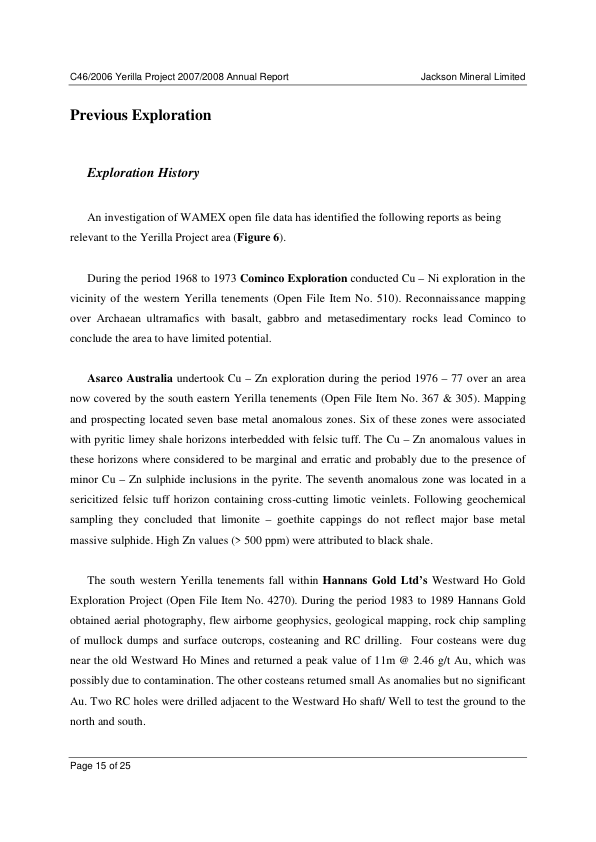 C46/2006 Yerilla Project 2007/2008 Annual Report Jackson Mineral Limited
Previous Exploration
Exploration History
An investigation of WAMEX open file data has identified the following reports as being
relevant to the Yerilla Project area (Figure 6).
During the period 1968 to 1973 Cominco Exploration conducted Cu – Ni exploration in the
vicinity of the western Yerilla tenements (Open File Item No. 510). Reconnaissance mapping
over Archaean ultramafics with basalt, gabbro and metasedimentary rocks lead Cominco to
conclude the area to have limited potential.
Asarco Australia undertook Cu – Zn exploration during the period 1976 – 77 over an area
now covered by the south eastern Yerilla tenements (Open File Item No. 367 & 305). Mapping
and prospecting located seven base metal anomalous zones. Six of these zones were associated
with pyritic limey shale horizons interbedded with felsic tuff. The Cu – Zn anomalous values in
these horizons where considered to be marginal and erratic and probably due to the presence of
minor Cu – Zn sulphide inclusions in the pyrite. The seventh anomalous zone was located in a
sericitized felsic tuff horizon containing cross-cutting limotic veinlets. Following geochemical
sampling they concluded that limonite – goethite cappings do not reflect major base metal
massive sulphide. High Zn values (> 500 ppm) were attributed to black shale.
The south western Yerilla tenements fall within Hannans Gold Ltd's Westward Ho Gold
Exploration Project (Open File Item No. 4270). During the period 1983 to 1989 Hannans Gold
obtained aerial photography, flew airborne geophysics, geological mapping, rock chip sampling
of mullock dumps and surface outcrops, costeaning and RC drilling. Four costeans were dug
near the old Westward Ho Mines and returned a peak value of 11m @ 2.46 g/t Au, which was
possibly due to contamination. The other costeans returned small As anomalies but no significant
Au. Two RC holes were drilled adjacent to the Westward Ho shaft/ Well to test the ground to the
north and south.
Page 15 of 25